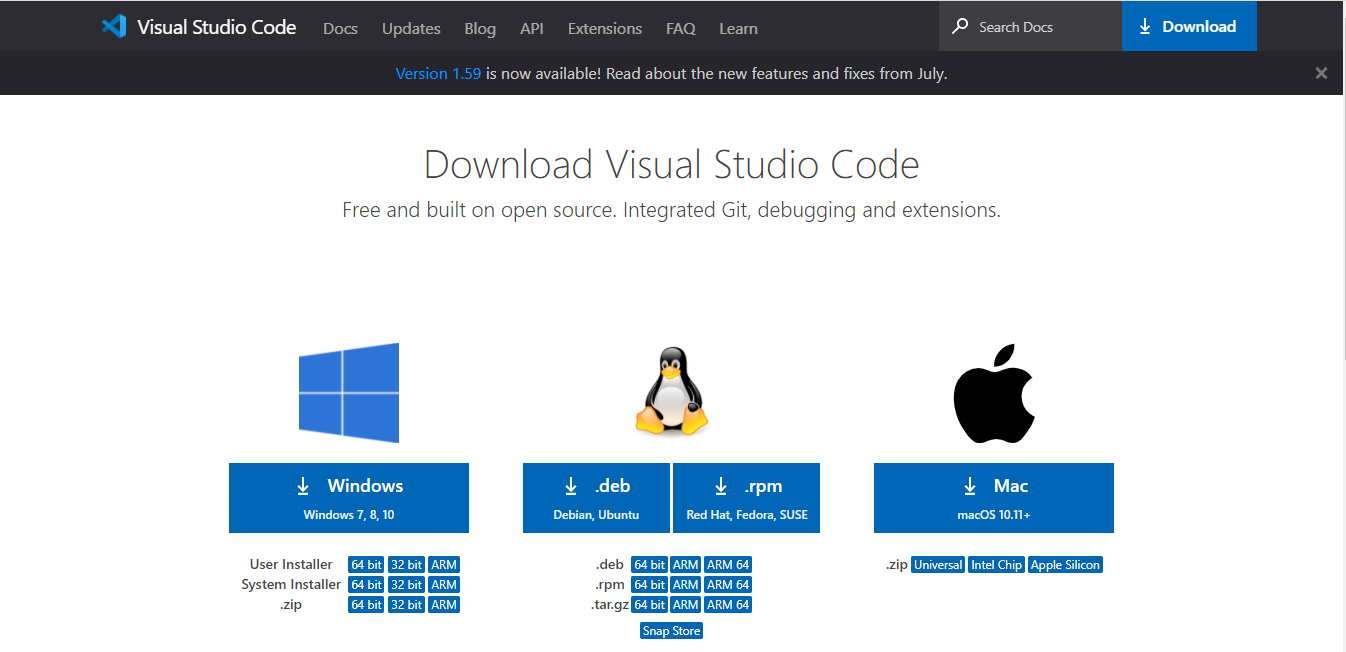 Visual Studio Code Docs Updates Blog API Extensions FAQ Learn Search Docs Download
Version 1.59 is now available! Read about the new features and fixes from July.
Download Visual Studio Code
Free and built on open source. Integrated Git, debugging and extensions.
Windows
Windows 7, 8, 10
User Installer 64 bit 32 bit ARM
System Installer 64 bit 32 bit ARM
.zip 64 bit 32 bit ARM
.deb
Debian, Ubuntu
.rpm
Red Hat, Fedora, SUSE
.deb 64 bit ARM ARM 64
.rpm 64 bit ARM ARM 64
.tar.gz 64 bit ARM ARM 64
Snap Store
Mac
macOS 10.11+
.zip Universal Intel Chip Apple Silicon